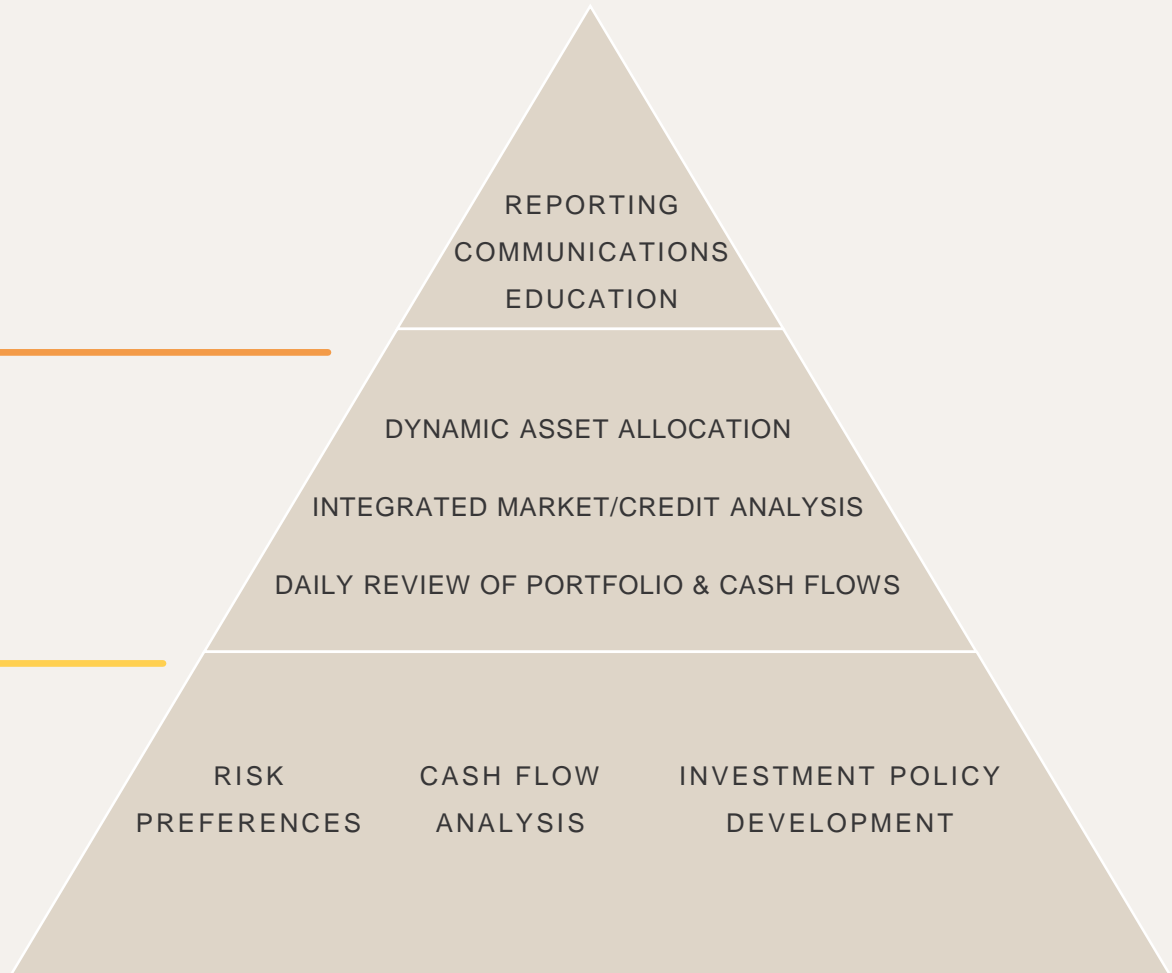 REPORTING
COMMUNICATIONS
EDUCATION
DYNAMIC ASSET ALLOCATION
INTEGRATED MARKET/CREDIT ANALYSIS
DAILY REVIEW OF PORTFOLIO & CASH FLOWS
RISK
PREFERENCES
CASH FLOW
ANALYSIS
INVESTMENT POLICY
DEVELOPMENT